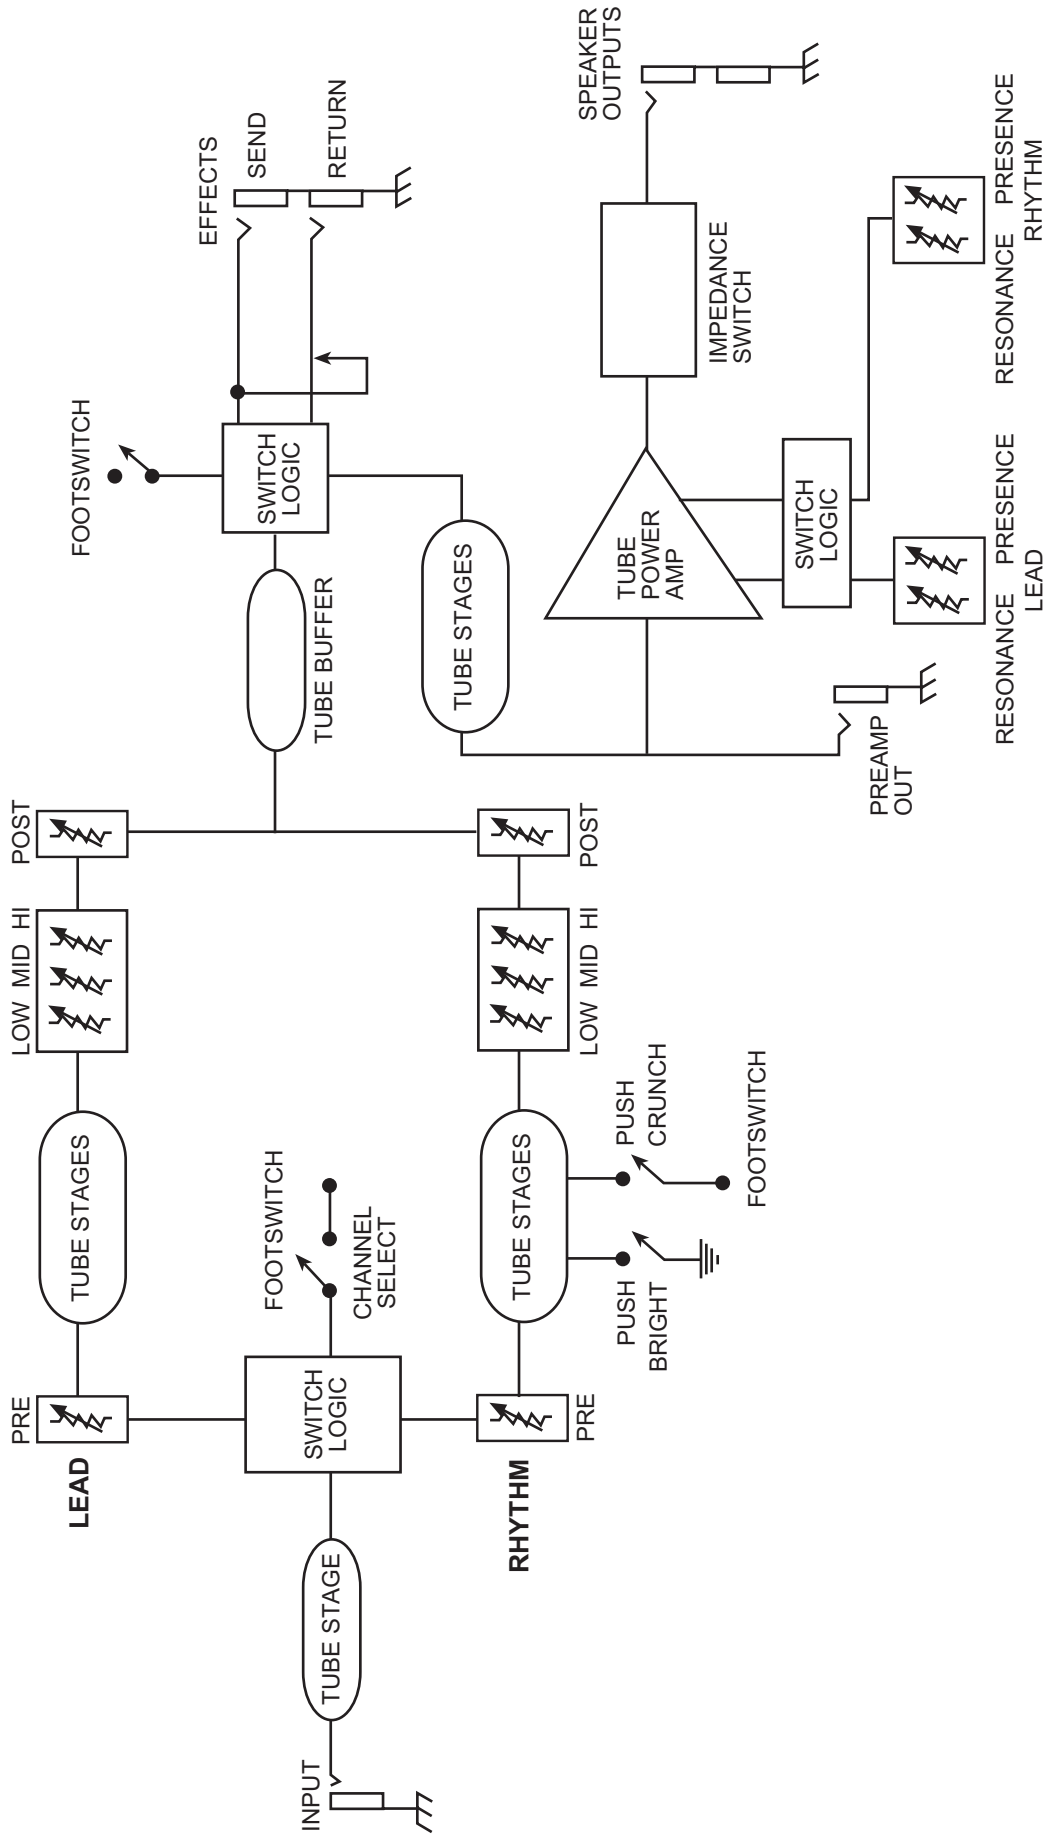 INPUT
TUBE STAGE
SWITCH
LOGIC
FOOTSWITCH
CHANNEL
SELECT
LEAD
PRE
TUBE STAGES
LOW MID HI
POST
RHYTHM
PRE
TUBE STAGES
PUSH
BRIGHT
PUSH
CRUNCH
FOOTSWITCH
LOW MID HI
POST
TUBE BUFFER
SWITCH
LOGIC
FOOTSWITCH
EFFECTS
SEND
RETURN
TUBE STAGES
PREAMP
OUT
TUBE
POWER
AMP
SWITCH
LOGIC
RESONANCE PRESENCE
LEAD
RESONANCE PRESENCE
RHYTHM
IMPEDANCE
SWITCH
SPEAKER
OUTPUTS